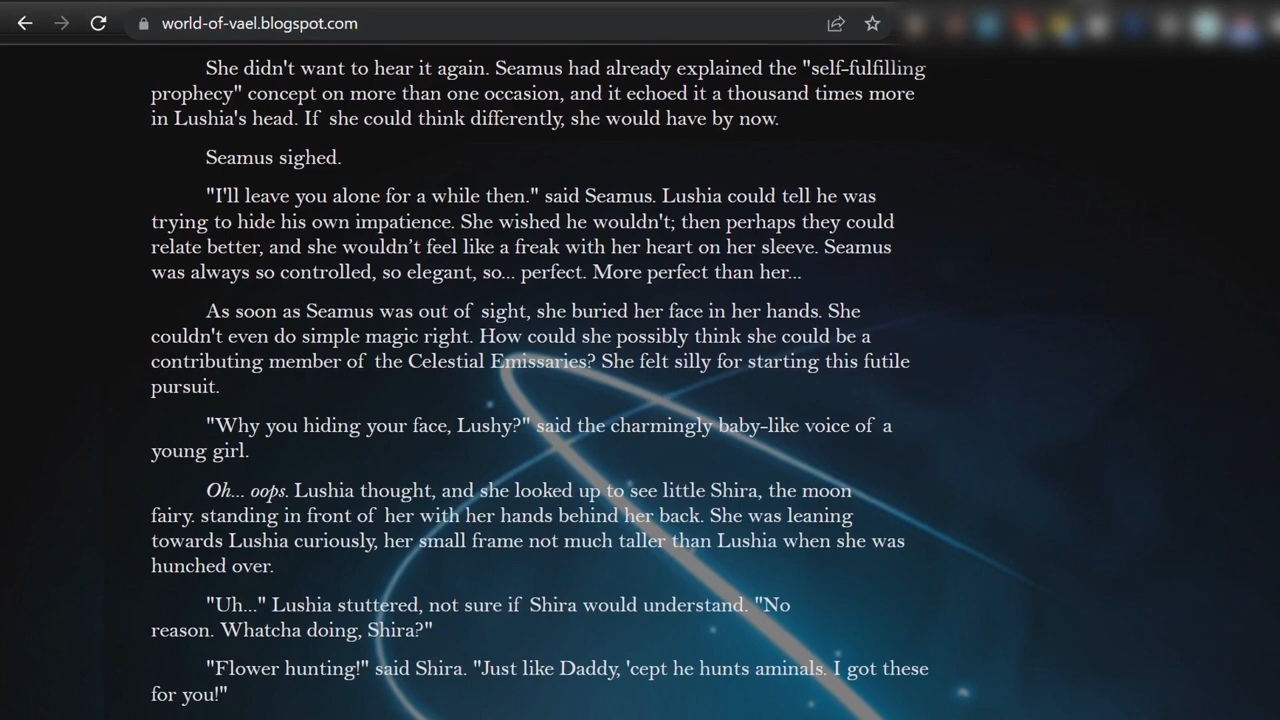 world-of-vael.blogspot.com
She didn't want to hear it again. Seamus had already explained the "self-fulfilling
prophecy" concept on more than one occasion, and it echoed it a thousand times more
in Lushia's head. If she could think differently, she would have by now.
Seamus sighed.
"I'll leave you alone for a while then." said Seamus. Lushia could tell he was
trying to hide his own impatience. She wished he wouldn't; then perhaps they could
relate better, and she wouldn’t feel like a freak with her heart on her sleeve. Seamus
was always so controlled, so elegant, so... perfect. More perfect than her...
As soon as Seamus was out of sight, she buried her face in her hands. She
couldn't even do simple magic right. How could she possibly think she could be a
contributing member of the Celestial Emissaries? She felt silly for starting this futile
pursuit.
"Why you hiding your face, Lushy?" said the charmingly baby-like voice of a
young girl.
Oh... oops. Lushia thought, and she looked up to see little Shira, the moon
fairy. standing in front of her with her hands behind her back. She was leaning
towards Lushia curiously, her small frame not much taller than Lushia when she was
hunched over.
"Uh..." Lushia stuttered, not sure if Shira would understand. "No
reason. Whatcha doing, Shira?"
"Flower hunting!" said Shira. "Just like Daddy, 'cept he hunts aminals. I got these
for you!"